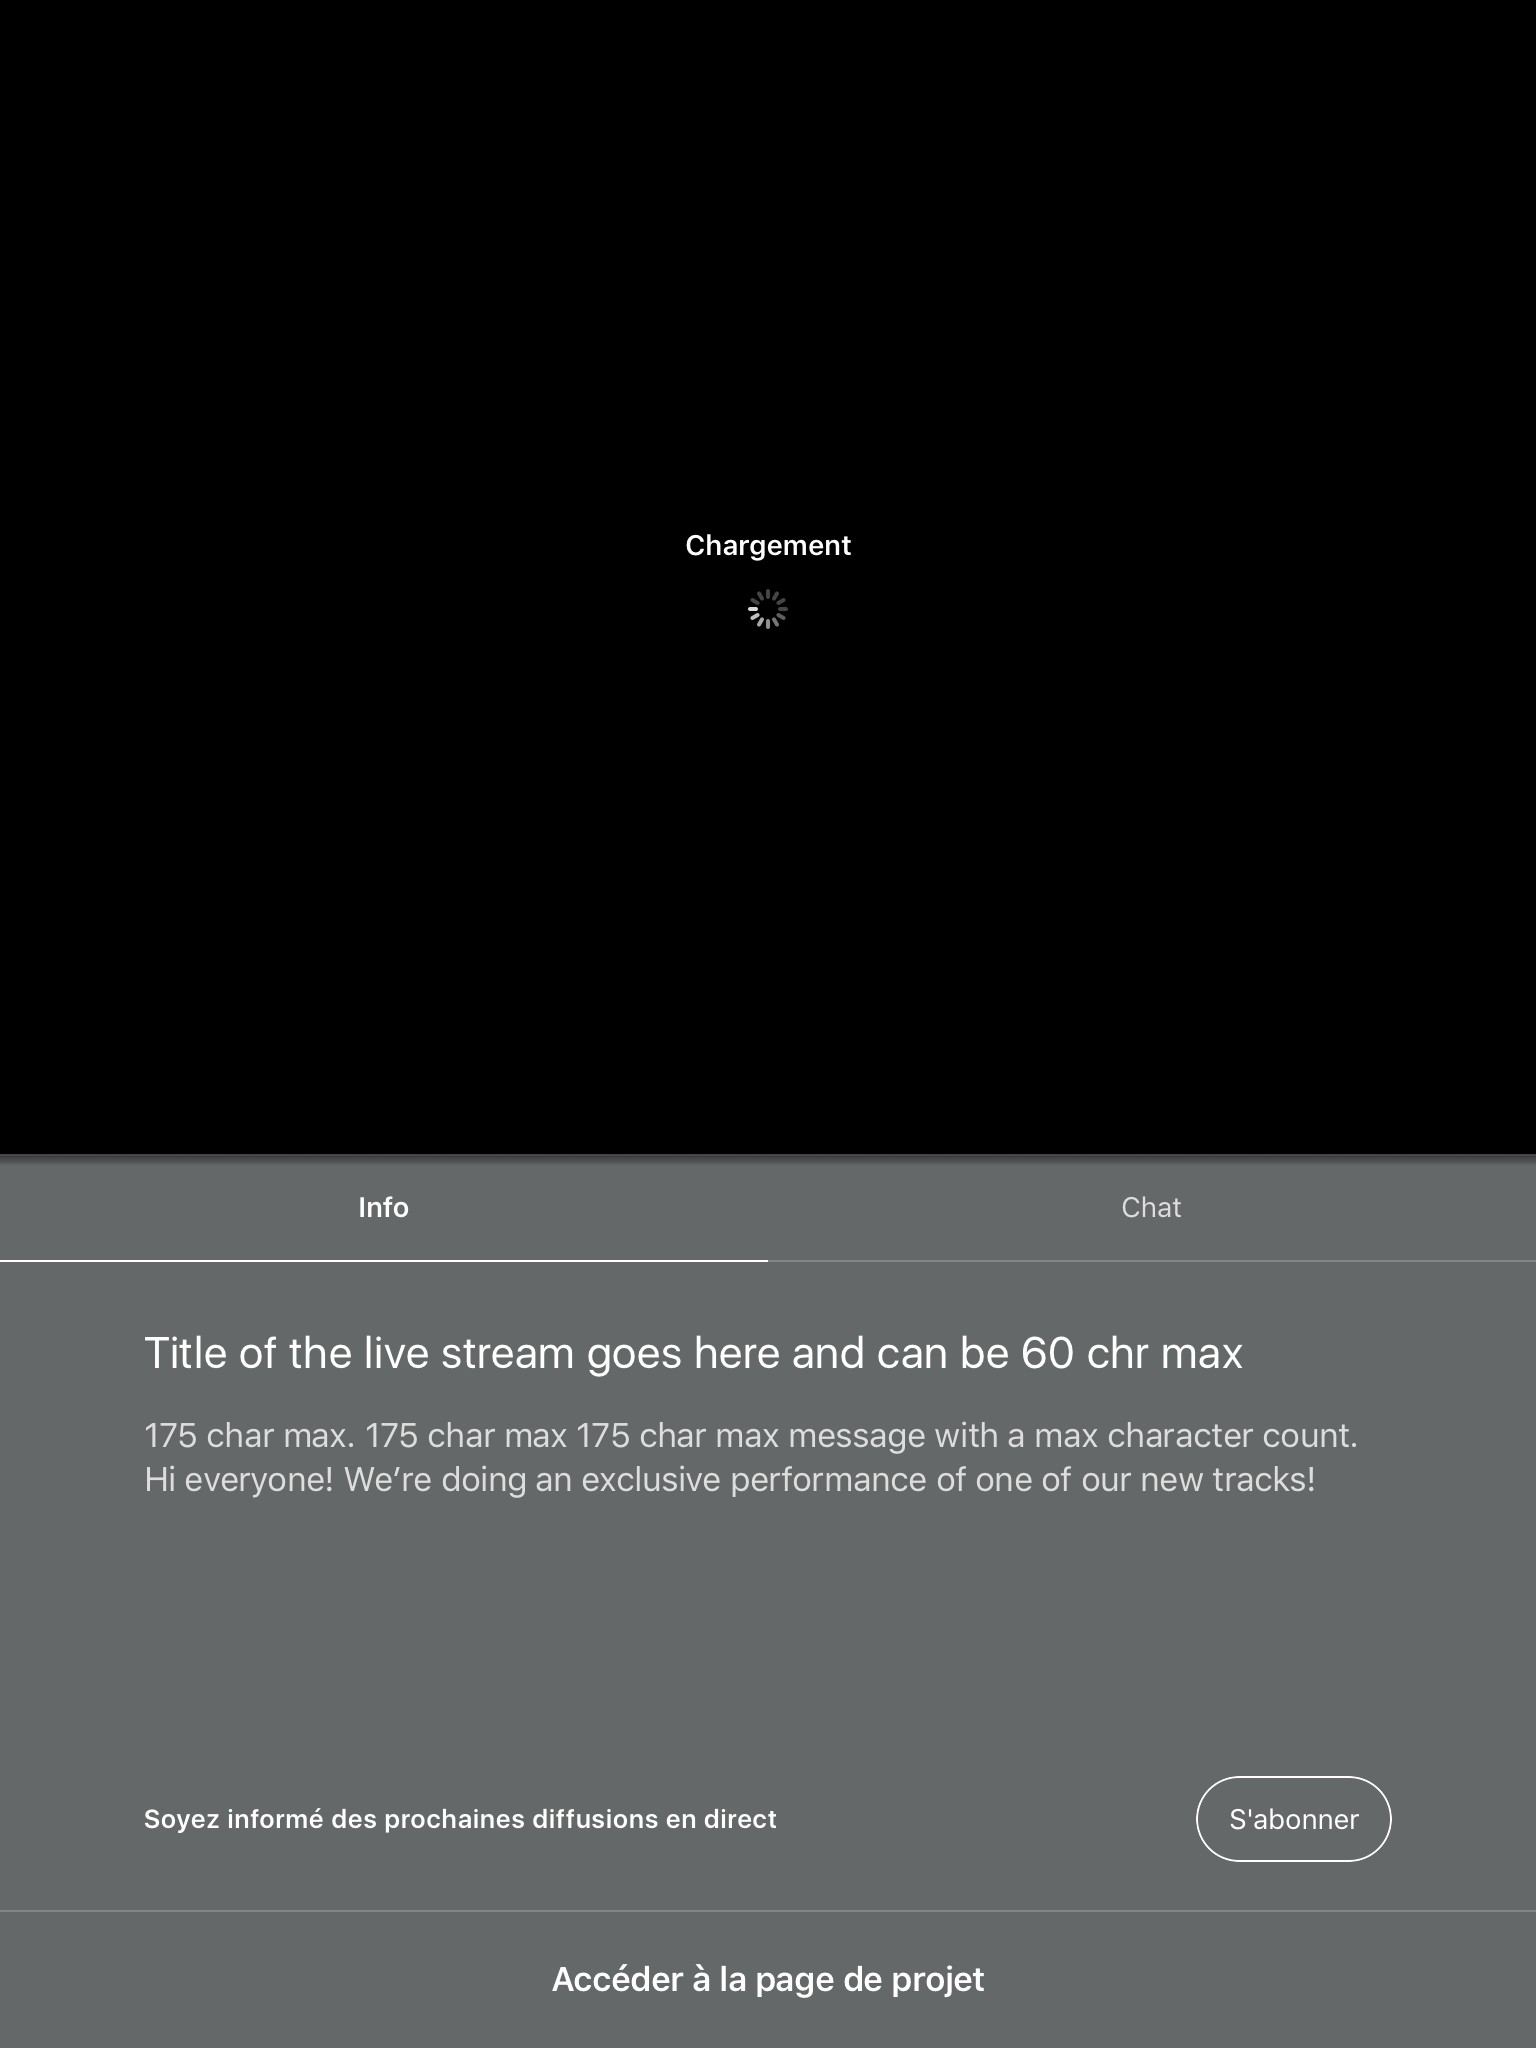 Chargement
Info
Chat
Title of the live stream goes here and can be 60 chr max
175 char max. 175 char max 175 char max message with a max character count.
Hi everyone! We’re doing an exclusive performance of one of our new tracks!
Soyez informé des prochaines diffusions en direct
S'abonner
Accéder à la page de projet